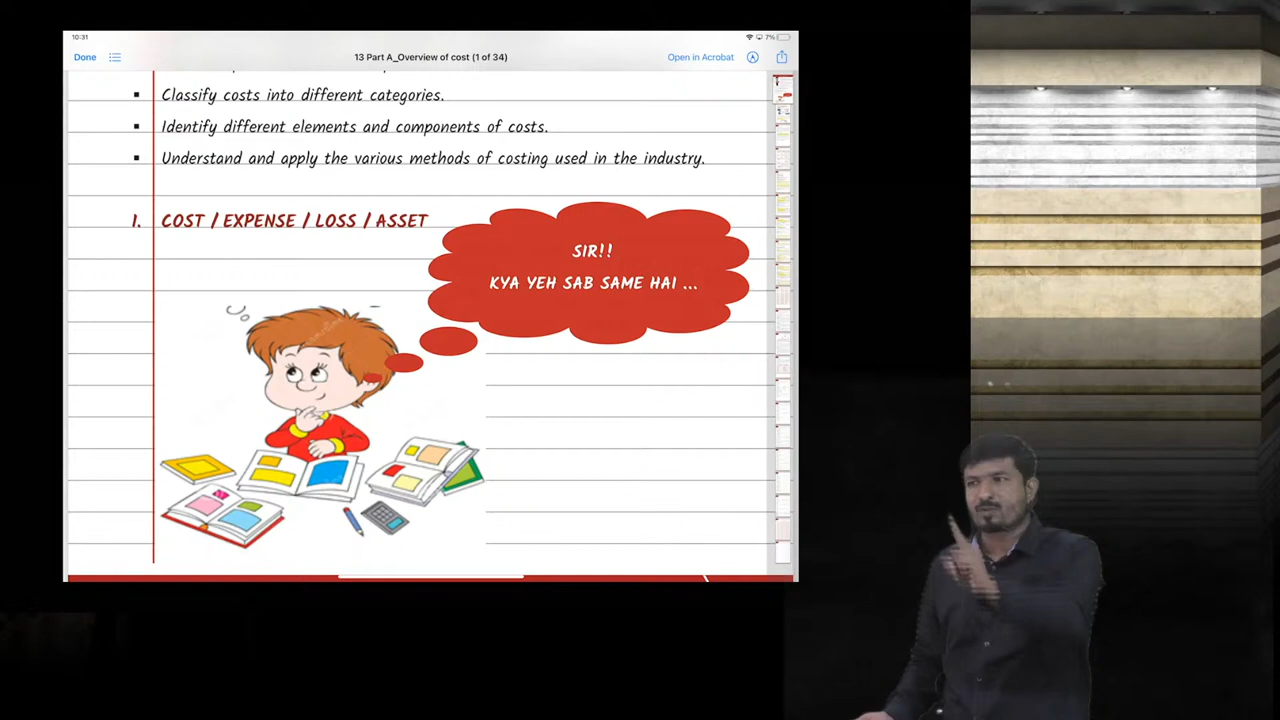 10:31
7%
Done
13 Part A_Overview of cost (1 of 34)
Open in Acrobat
▪ Classify costs into different categories.
▪ Identify different elements and components of costs.
▪ Understand and apply the various methods of costing used in the industry.
1. COST / EXPENSE / LOSS / ASSET
SIR!!
KYA YEH SAB SAME HAI ...